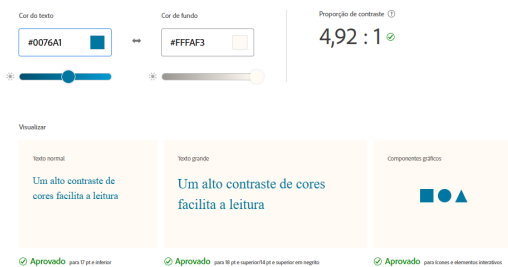 Cor do texto
Cor de fundo
Proporção de contraste ?
#0076A1
#FFFAF3
4,92 : 1
Visualizar
Texto normal
Um alto contraste de
cores facilita a leitura
Texto grande
Um alto contraste de cores
facilita a leitura
Componentes gráficos
Aprovado para 17 pt e inferior
Aprovado para 18 pt e superior/14 pt e superior em negrito
Aprovado para ícones e elementos interativos